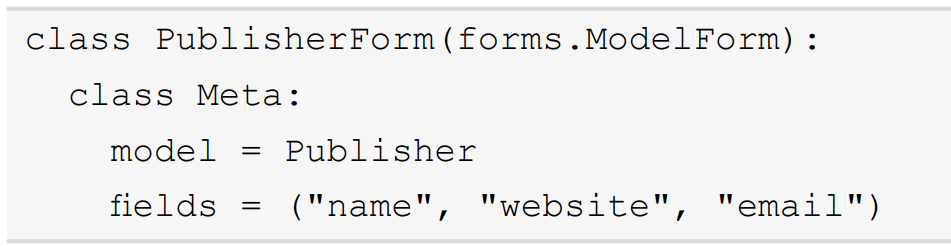 class PublisherForm(forms.ModelForm):
  class Meta:
    model = Publisher
    fields = ("name", "website", "email")